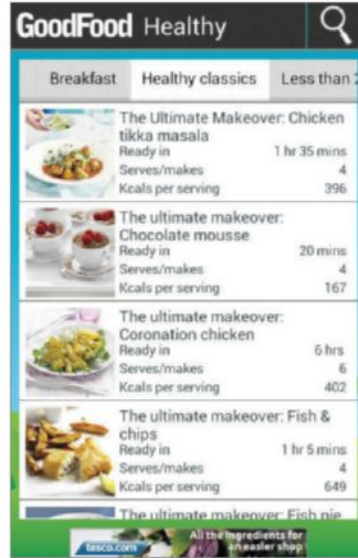 GoodFood Healthy
Breakfast Healthy classics Less than 2
The Ultimate Makeover: Chicken
tikka masala
Ready in 1 hr 35 mins
Serves/makes 4
Kcals per serving 396
The ultimate makeover:
Chocolate mousse
Ready in 20 mins
Serves/makes 4
Kcals per serving 167
The ultimate makeover:
Coronation chicken
Ready in 6 hrs
Serves/makes 6
Kcals per serving 402
The ultimate makeover: Fish &
chips
Ready in 1 hr 5 mins
Serves/makes 4
Kcals per serving 649
The ultimate makeover: Fish pie
tesco.com All the ingredients for
an easier shop